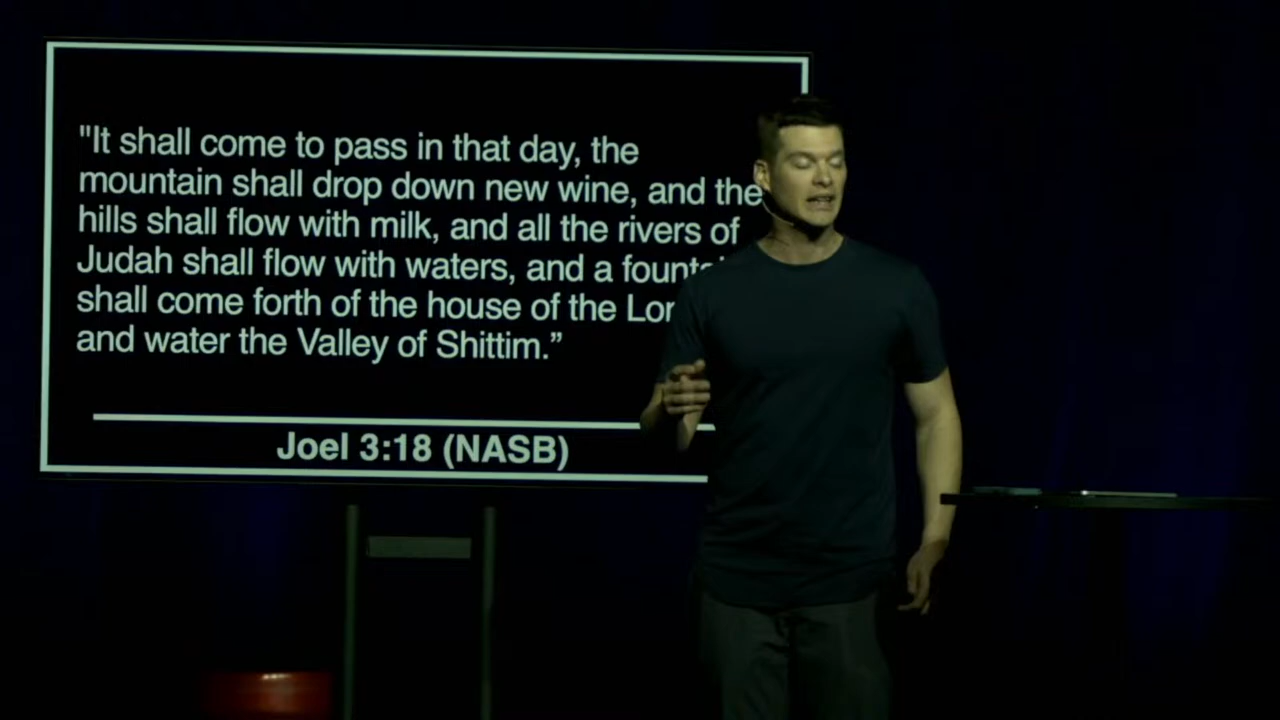 "It shall come to pass in that day, the
mountain shall drop down new wine, and the
hills shall flow with milk, and all the rivers of
Judah shall flow with waters, and a
shall come forth of the house of the
and water the Valley of Shittim.”
Joel 3:18 (NASB)